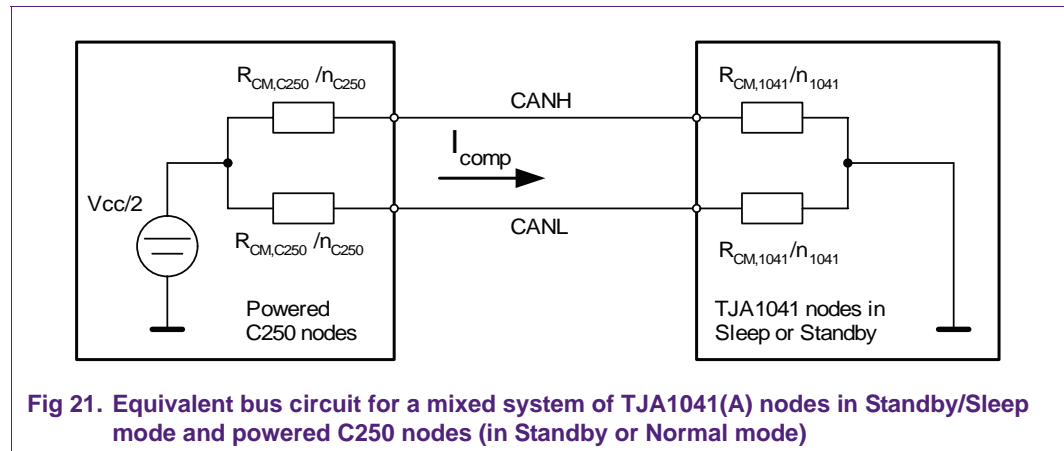 R_CM,C250 /n_C250
R_CM,1041/n_1041
CANH
I_comp
Vcc/2
CANL
R_CM,C250 /n_C250
R_CM,1041/n_1041
Powered
C250 nodes
TJA1041 nodes in
Sleep or Standby
Fig 21. Equivalent bus circuit for a mixed system of TJA1041(A) nodes in Standby/Sleep
mode and powered C250 nodes (in Standby or Normal mode)